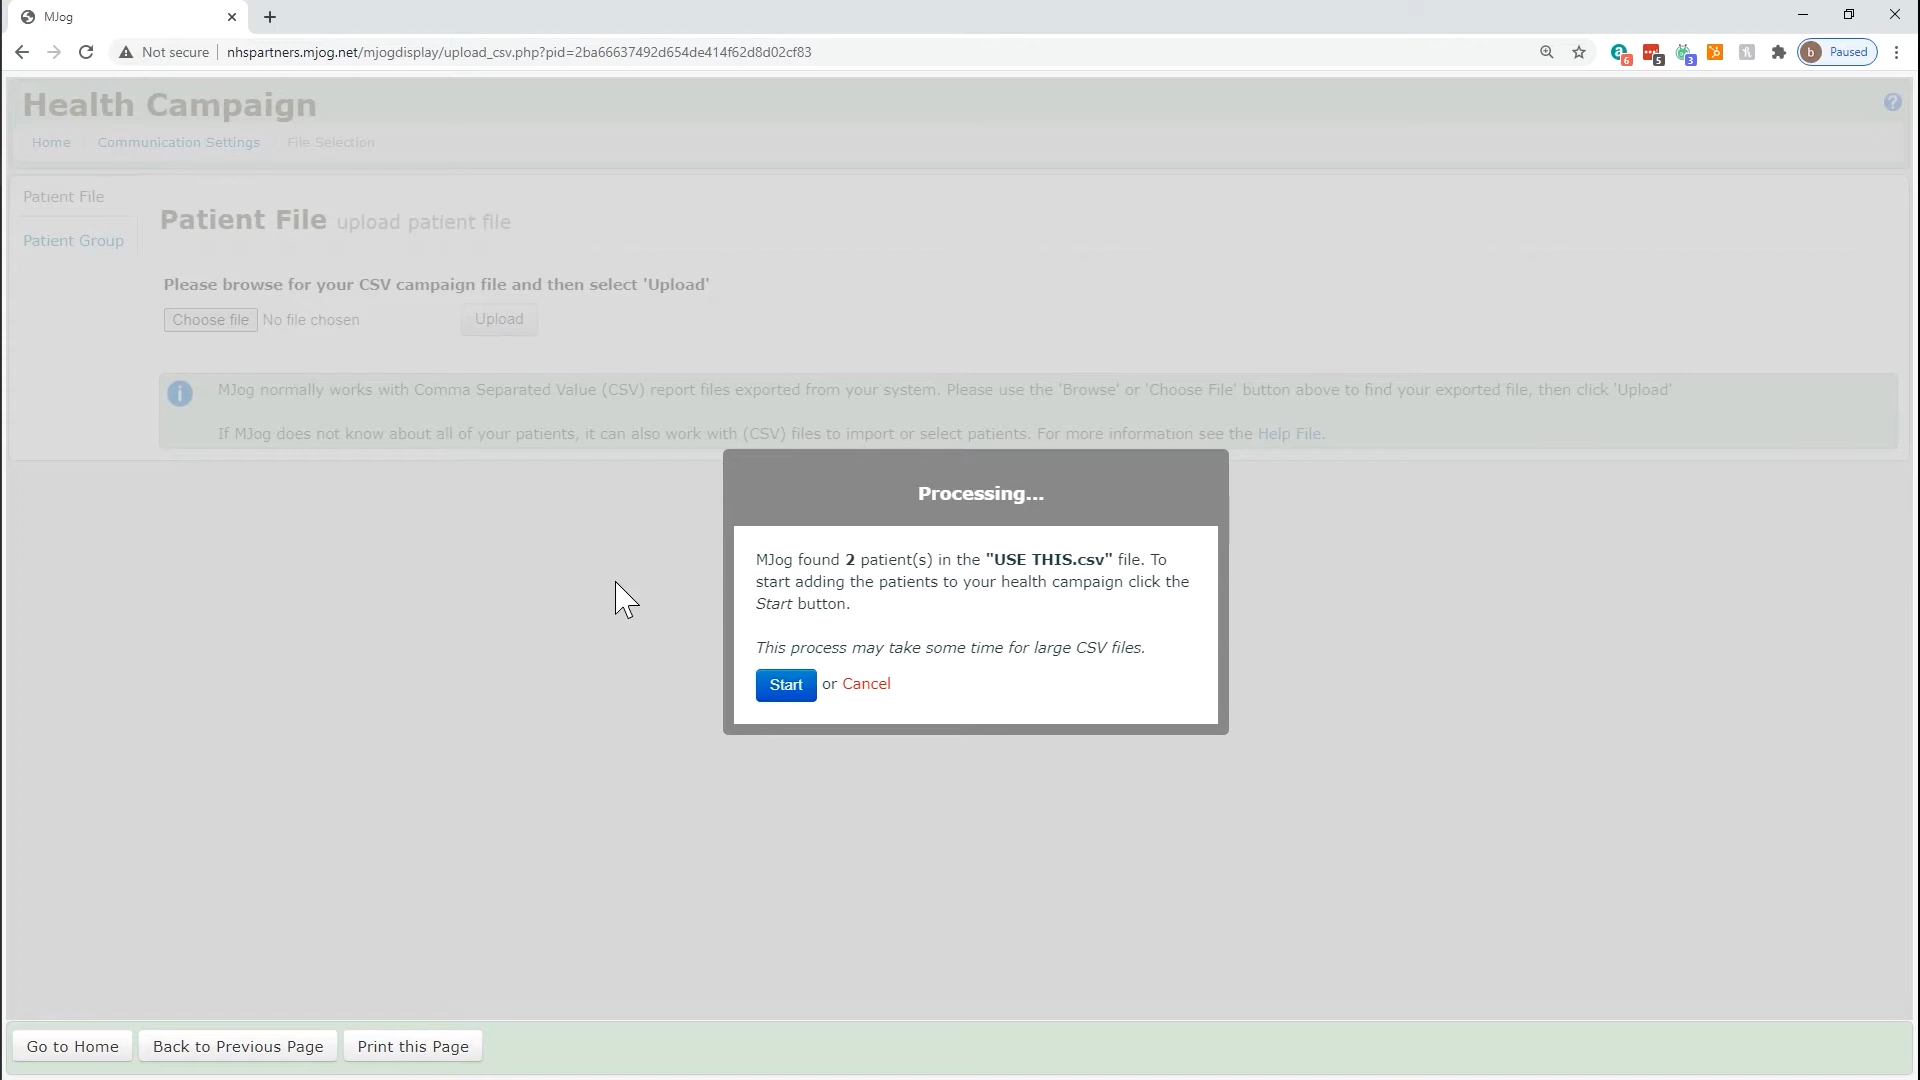 MJog
Not secure
nhspartners.mjog.net/mjogdisplay/upload_csv.php?pid=2ba66637492d654de414f62d8d02cf83
6
5
3
b Paused
Health Campaign
Home Communication Settings File Selection
Patient File
Patient Group
Patient File upload patient file
Please browse for your CSV campaign file and then select 'Upload'
Choose file No file chosen Upload
MJog normally works with Comma Separated Value (CSV) report files exported from your system. Please use the 'Browse' or 'Choose File' button above to find your exported file, then click 'Upload'
If MJog does not know about all of your patients, it can also work with (CSV) files to import or select patients. For more information see the Help File.
Processing...
MJog found 2 patient(s) in the "USE THIS.csv" file. To
start adding the patients to your health campaign click the
Start button.
This process may take some time for large CSV files.
Start or Cancel
Go to Home Back to Previous Page Print this Page